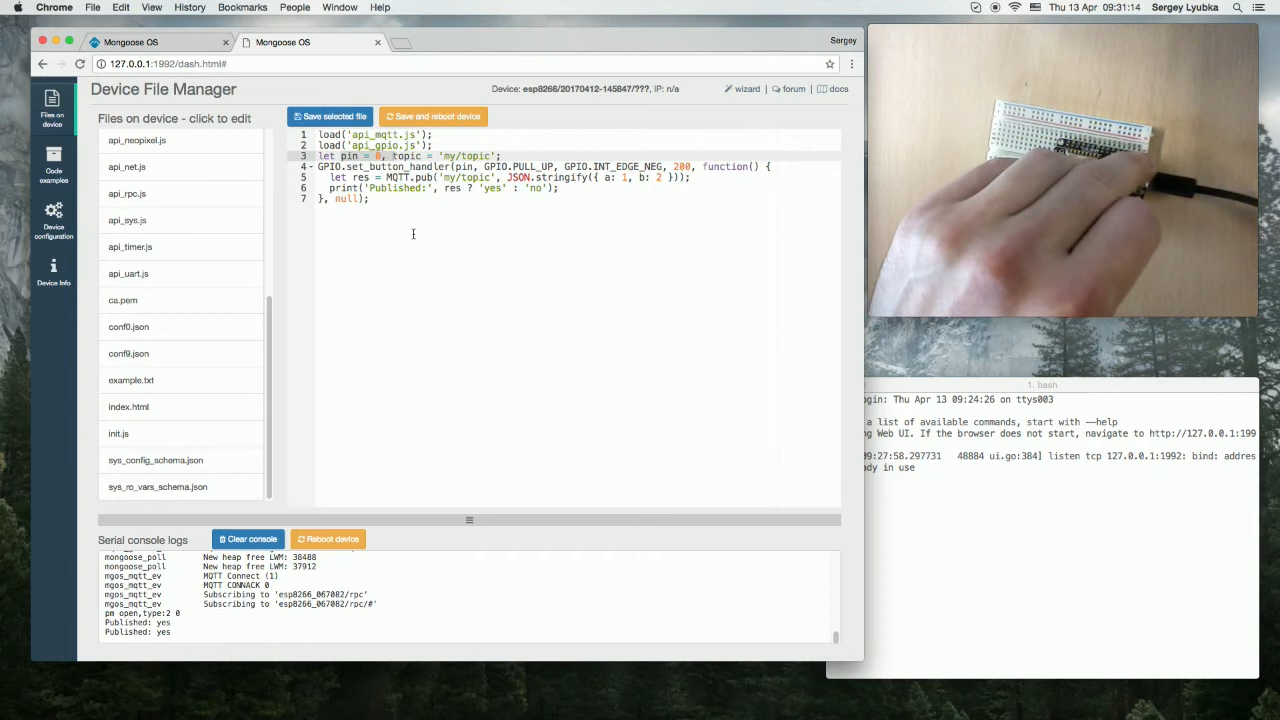 Chrome File Edit View History Bookmarks People Window Help
Thu 13 Apr 09:31:14 Sergey Lyubka
Mongoose OS
Mongoose OS
Sergey
127.0.0.1:1992/dash.html#
Device File Manager
Device: esp8266/20170412-145847/???, IP: n/a
wizard forum docs
Files on device
Code examples
Device configuration
Device Info
Files on device - click to edit
api_neopixel.js
api_net.js
api_rpc.js
api_sys.js
api_timer.js
api_uart.js
ca.pem
conf0.json
conf9.json
example.txt
index.html
init.js
sys_config_schema.json
sys_ro_vars_schema.json
Save selected file Save and reboot device
1 load('api_mqtt.js');
2 load('api_gpio.js');
3 let pin = 0, topic = 'my/topic';
4 GPIO.set_button_handler(pin, GPIO.PULL_UP, GPIO.INT_EDGE_NEG, 200, function() {
5 let res = MQTT.pub('my/topic', JSON.stringify({ a: 1, b: 2 }));
6 print('Published:', res ? 'yes' : 'no');
7 }, null);
Serial console logs Clear console Reboot device
mongoose_poll New heap free LWM: 38488
mongoose_poll New heap free LWM: 37912
mgos_mqtt_ev MQTT Connect (1)
mgos_mqtt_ev MQTT CONNACK 0
mgos_mqtt_ev Subscribing to 'esp8266_067082/rpc'
mgos_mqtt_ev Subscribing to 'esp8266_067082/rpc/#'
pm open,type:2 0
Published: yes
Published: yes
1. bash
ogin: Thu Apr 13 09:24:26 on ttys003
a list of available commands, start with --help
g Web UI. If the browser does not start, navigate to http://127.0.0.1:199
09:27:58.297731 48884 ui.go:384] listen tcp 127.0.0.1:1992: bind: addres
dy in use